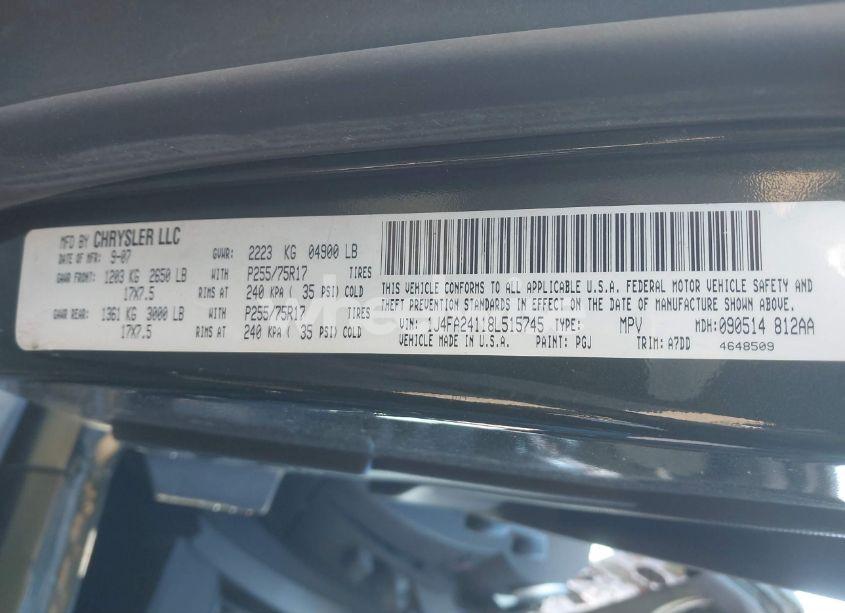 MFD BY CHRYSLER LLC
DATE OF MFR: 9-07 GVWR: 2223 KG 04900 LB
GAWR FRONT: 1203 KG 2650 LB WITH P255/75R17 TIRES
17X7.5 RIMS AT 240 KPA ( 35 PSI) COLD
GAWR REAR: 1361 KG 3000 LB WITH P255/75R17 TIRES
17X7.5 RIMS AT 240 KPA ( 35 PSI) COLD
THIS VEHICLE CONFORMS TO ALL APPLICABLE U.S.A. FEDERAL MOTOR VEHICLE SAFETY AND
THEFT PREVENTION STANDARDS IN EFFECT ON THE DATE OF MANUFACTURE SHOWN ABOVE.
VIN: 1J4FA24118L515745 TYPE: MPV MDH: 090514 812AA
VEHICLE MADE IN U.S.A. PAINT: PGJ TRIM: A7DD 4648509